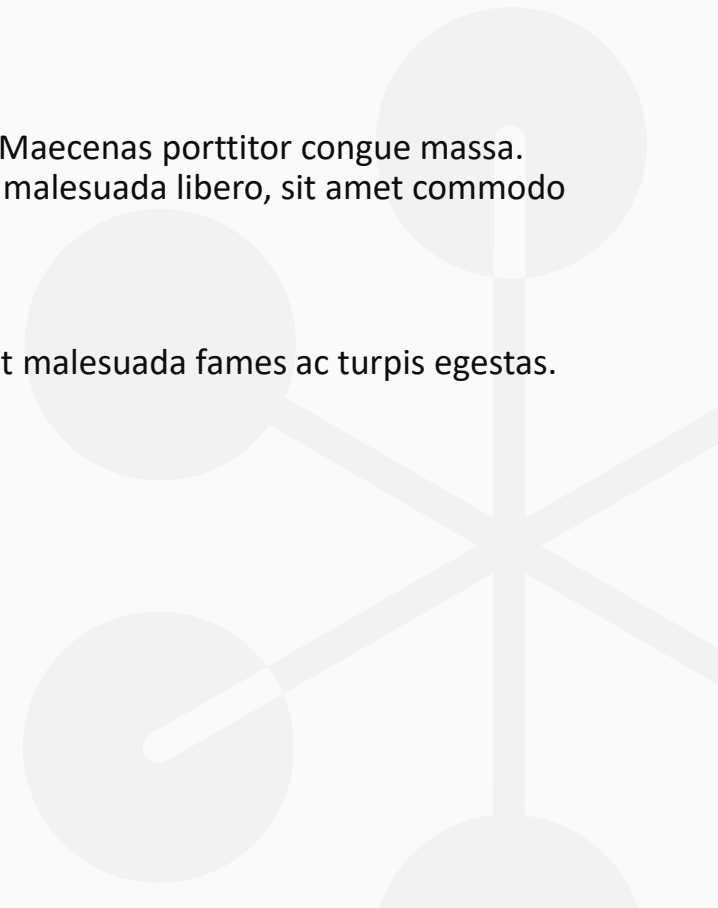 Maecenas porttitor congue massa.
malesuada libero, sit amet commodo
t malesuada fames ac turpis egestas.